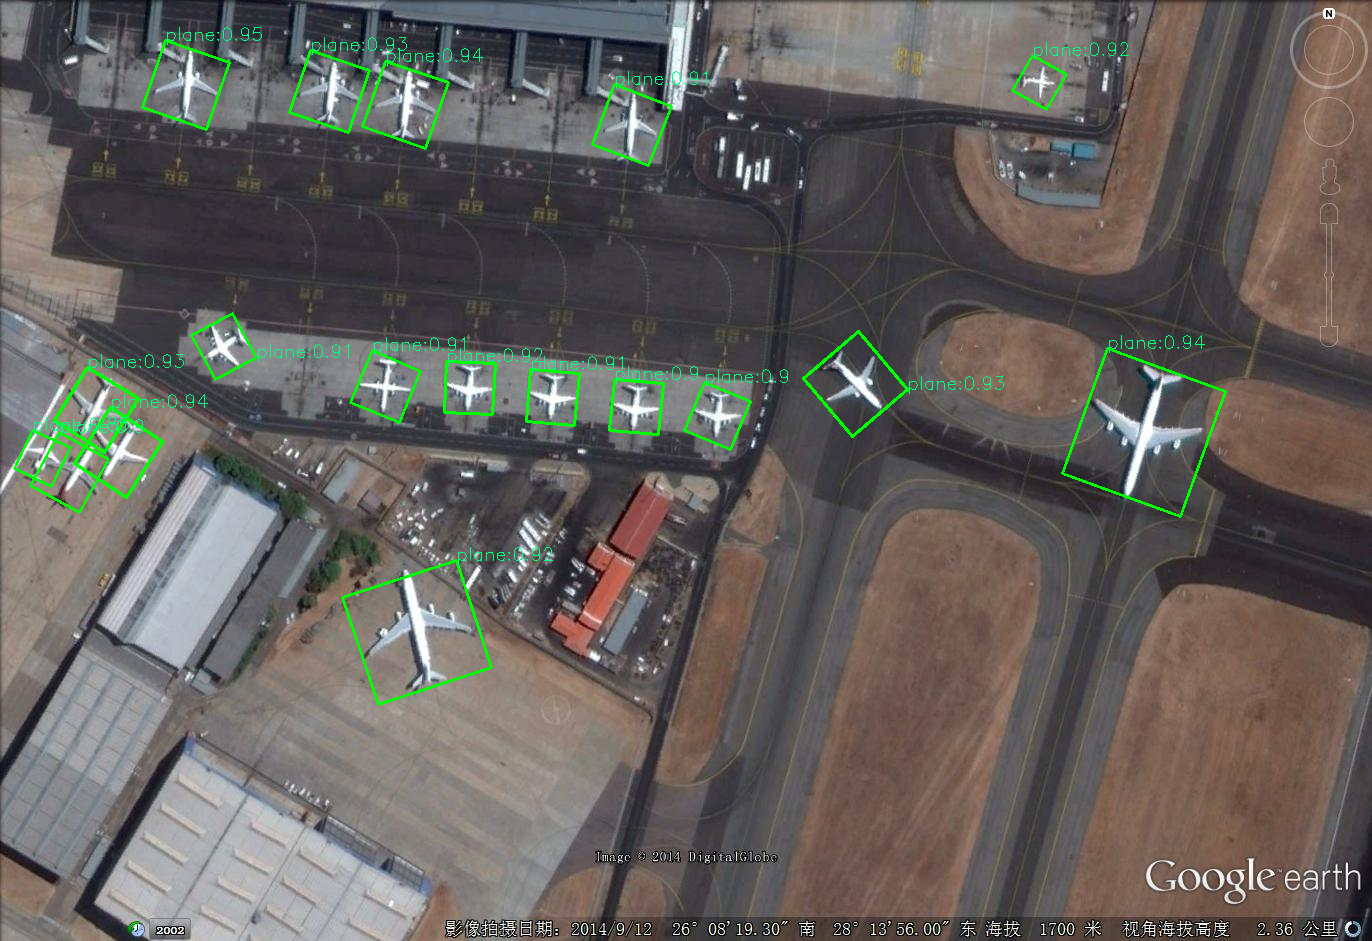 N
plane:0.95
plane:0.93
plane:0.94
plane:0.91
plane:0.92
plane:0.91
plane:0.91
plane:0.92
plane:0.91
plane:0.9
plane:0.9
plane:0.93
plane:0.94
plane:0.93
plane:0.94
plane:0.92
Image © 2014 DigitalGlobe
Google earth
2002
影像拍摄日期: 2014/9/12 26° 08'19.30" 南 28° 13'56.00" 东 海拔 1700 米 视角海拔高度 2.36 公里